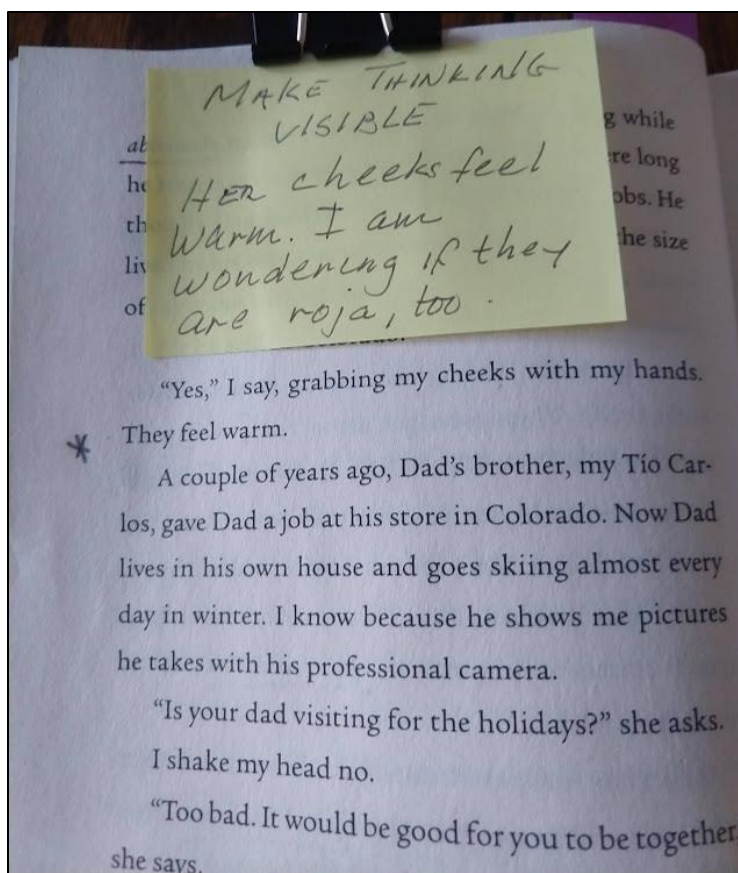 MAKE THINKING
VISIBLE
HER cheeks feel
warm. I am
wondering if they
are roja, too.
g while
re long
obs. He
he size
of
"Yes," I say, grabbing my cheeks with my hands.
* They feel warm.
A couple of years ago, Dad's brother, my Tío Car-
los, gave Dad a job at his store in Colorado. Now Dad
lives in his own house and goes skiing almost every
day in winter. I know because he shows me pictures
he takes with his professional camera.
"Is your dad visiting for the holidays?" she asks.
I shake my head no.
"Too bad. It would be good for you to be together
she says.